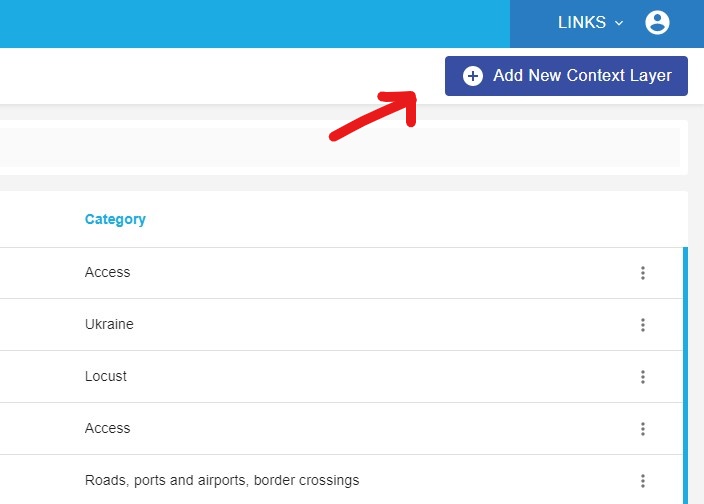 LINKS
Add New Context Layer
Category
Access
Ukraine
Locust
Access
Roads, ports and airports, border crossings